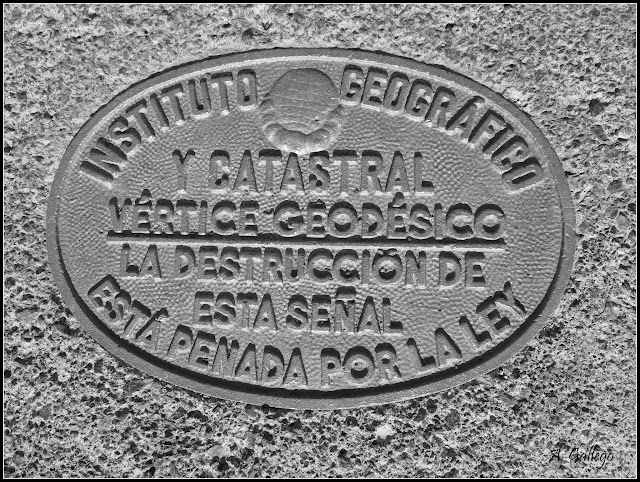 INSTITUTO GEOGRÁFICO
Y CATASTRAL
VÉRTICE GEODÉSICO
LA DESTRUCCIÓN DE
ESTA SEÑAL
ESTÁ PENADA POR LA LEY
A. Gallego